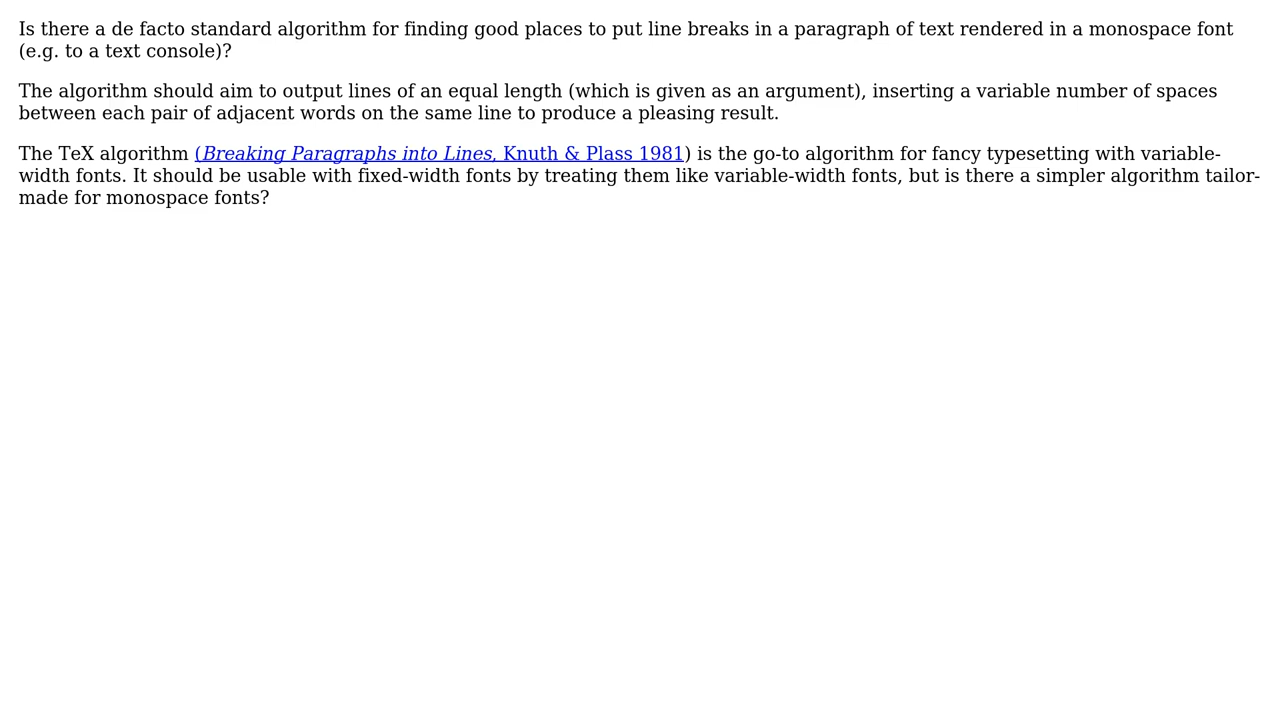 Is there a de facto standard algorithm for finding good places to put line breaks in a paragraph of text rendered in a monospace font
(e.g. to a text console)?
The algorithm should aim to output lines of an equal length (which is given as an argument), inserting a variable number of spaces
between each pair of adjacent words on the same line to produce a pleasing result.
The TeX algorithm (Breaking Paragraphs into Lines, Knuth & Plass 1981) is the go-to algorithm for fancy typesetting with variable-
width fonts. It should be usable with fixed-width fonts by treating them like variable-width fonts, but is there a simpler algorithm tailor-
made for monospace fonts?